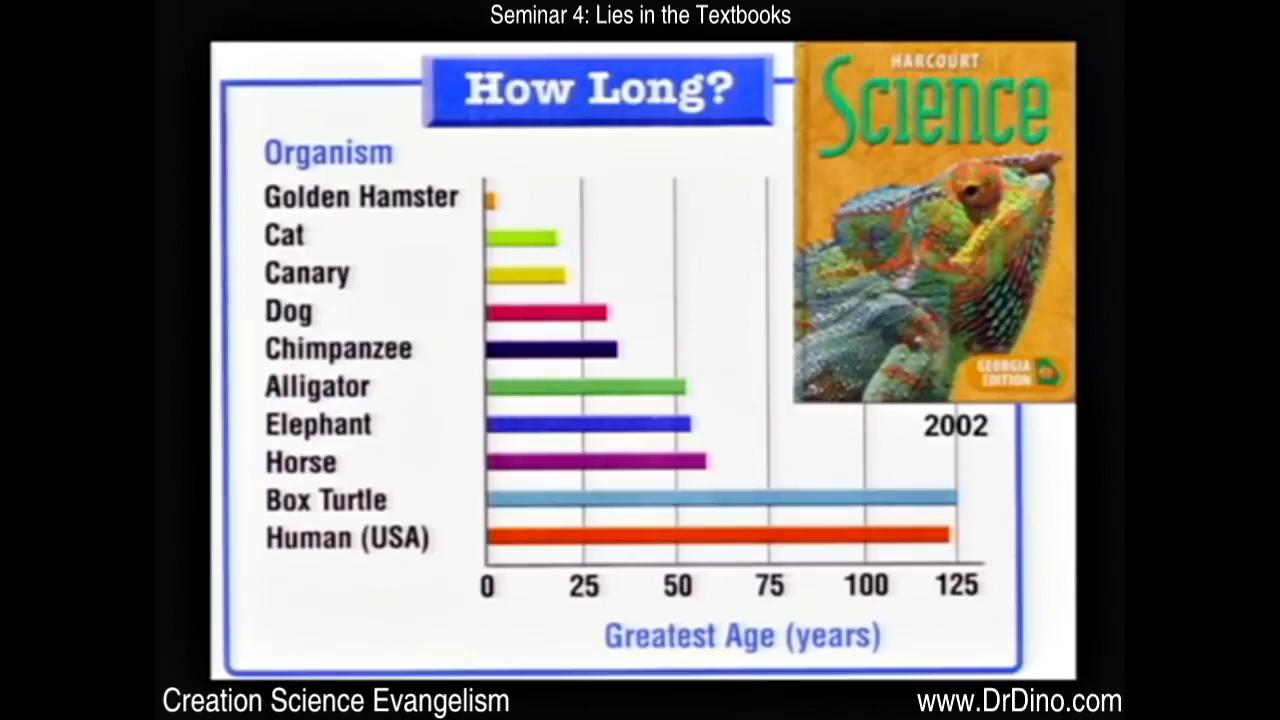 Seminar 4: Lies in the Textbooks
How Long?
HARCOURT
Science
GEORGIA
EDITION
2002
Organism
Golden Hamster
Cat
Canary
Dog
Chimpanzee
Alligator
Elephant
Horse
Box Turtle
Human (USA)
0 25 50 75 100 125
Greatest Age (years)
Creation Science Evangelism
www.DrDino.com